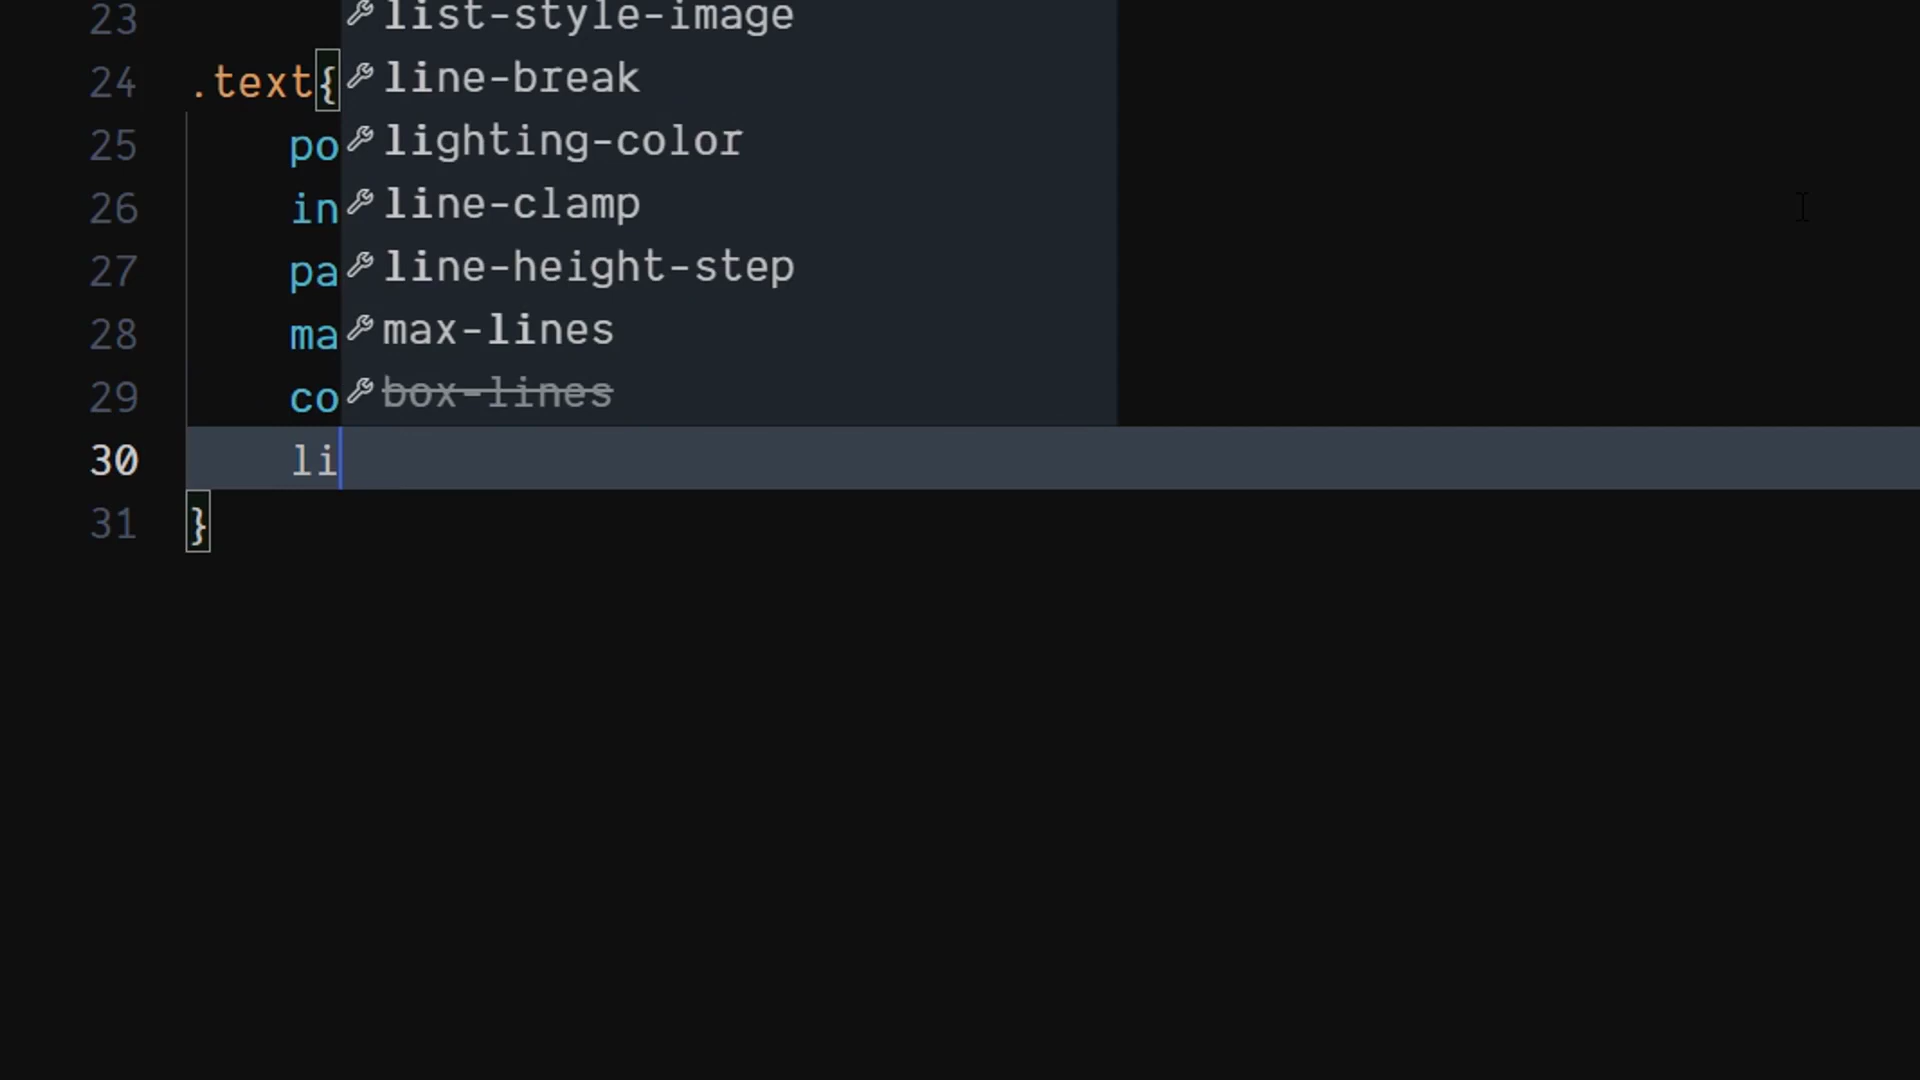 23 list-style-image
24 .text{ line-break
25 po lighting-color
26 in line-clamp
27 pa line-height-step
28 ma max-lines
29 co box-lines
30 li
31 }